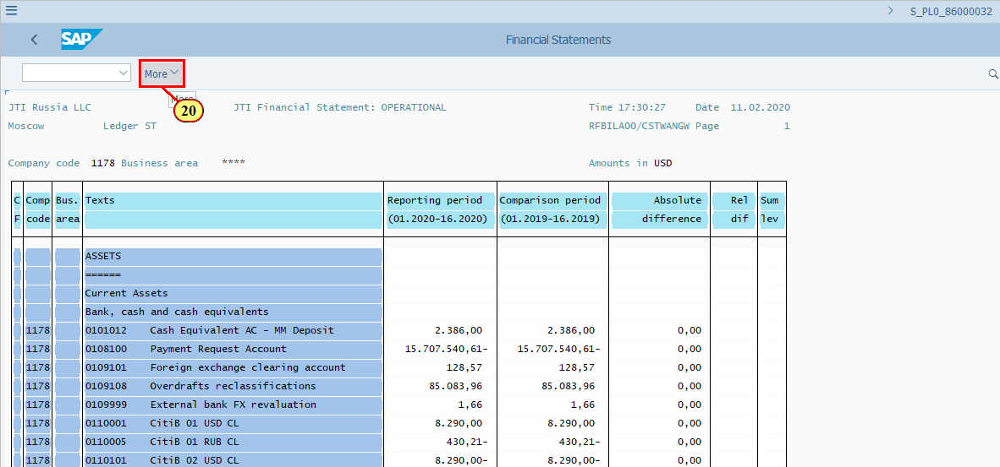 S_PL0_86000032
SAP
Financial Statements
More
More
20
JTI Russia LLC JTI Financial Statement: OPERATIONAL Time 17:30:27 Date 11.02.2020
Moscow Ledger ST RFBILA00/CSTWANGW Page 1
Company code 1178 Business area **** Amounts in USD
C Comp Bus. Texts Reporting period Comparison period Absolute Rel Sum
F code area (01.2020-16.2020) (01.2019-16.2019) difference dif lev
ASSETS
======
Current Assets
Bank, cash and cash equivalents
1178 0101012 Cash Equivalent AC - MM Deposit 2.386,00 2.386,00 0,00
1178 0108100 Payment Request Account 15.707.540,61- 15.707.540,61- 0,00
1178 0109101 Foreign exchange clearing account 128,57 128,57 0,00
1178 0109108 Overdrafts reclassifications 85.083,96 85.083,96 0,00
1178 0109999 External bank FX revaluation 1,66 1,66 0,00
1178 0110001 CitiB 01 USD CL 8.290,00 8.290,00 0,00
1178 0110005 CitiB 01 RUB CL 430,21- 430,21- 0,00
1178 0110101 CitiB 02 USD CL 8.290,00- 8.290,00- 0,00